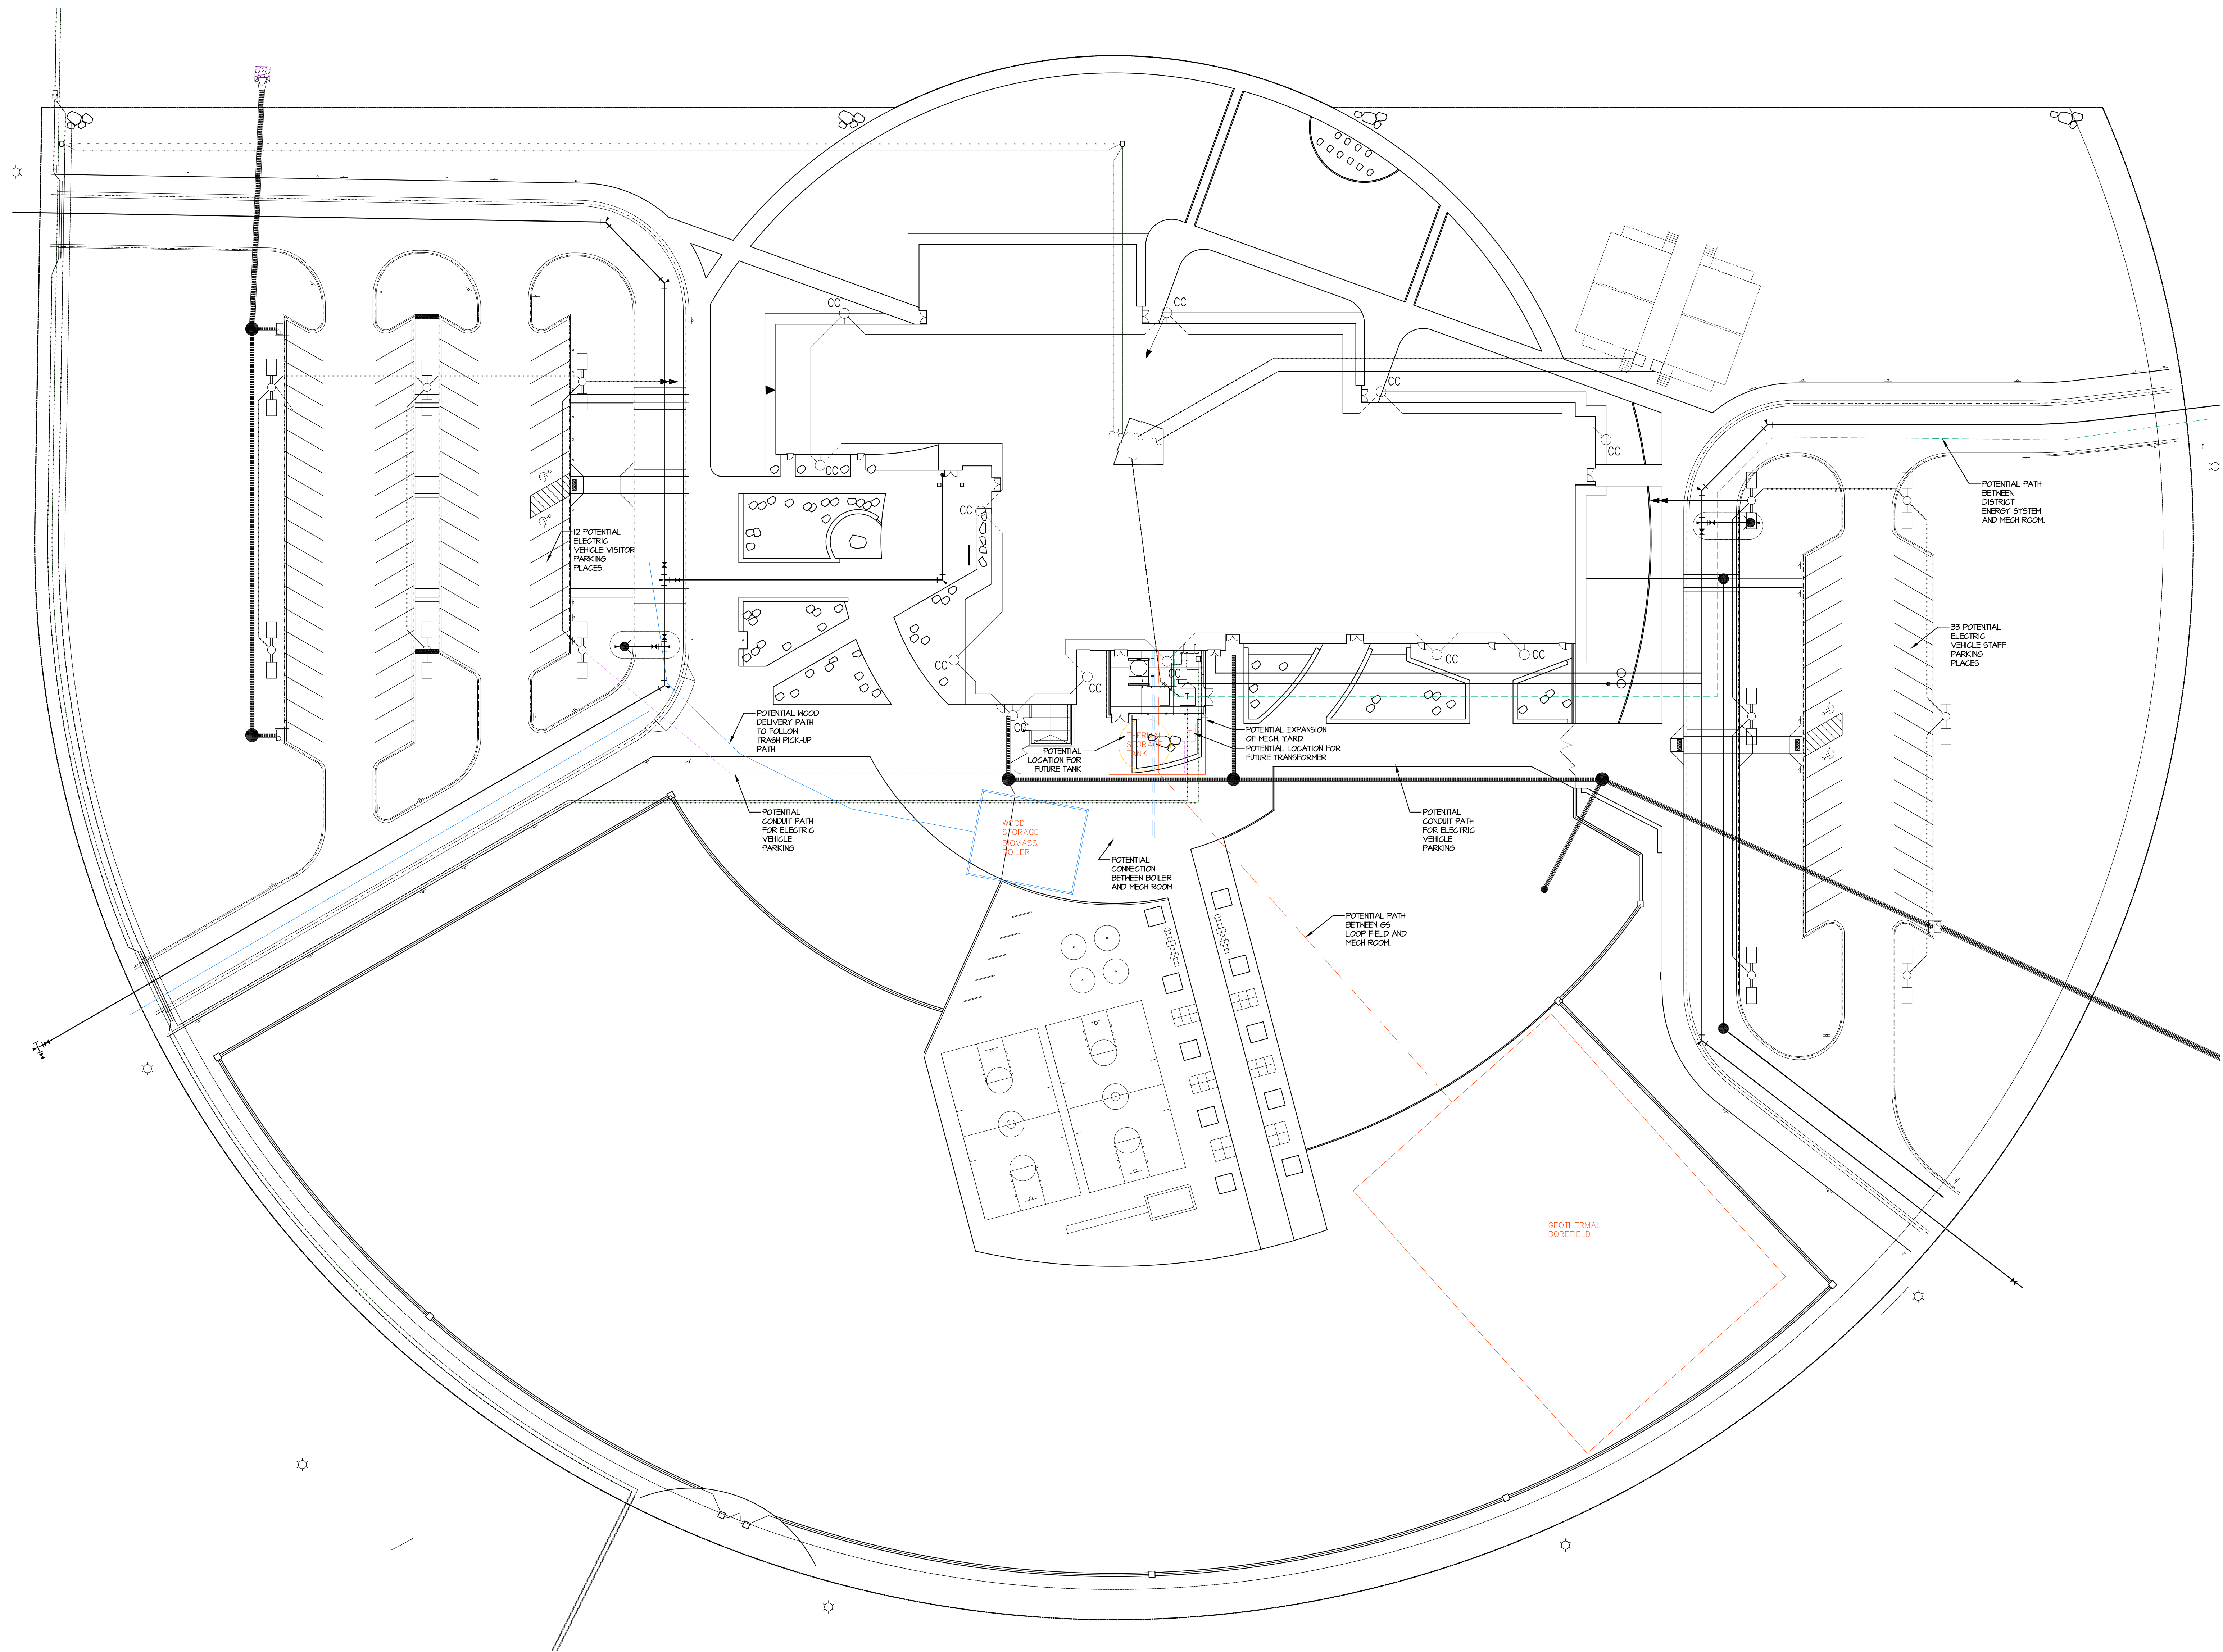 CC
CC
CC
CC
CC
CC
CC
CC
CC
CC
CC
CC
T
POTENTIAL PATH
BETWEEN
DISTRICT
ENERGY SYSTEM
AND MECH ROOM.
12 POTENTIAL
ELECTRIC
VEHICLE VISITOR
PARKING
PLACES
33 POTENTIAL
ELECTRIC
VEHICLE STAFF
PARKING
PLACES
POTENTIAL WOOD
DELIVERY PATH
TO FOLLOW
TRASH PICK-UP
PATH
POTENTIAL EXPANSION
OF MECH. YARD
POTENTIAL LOCATION FOR
FUTURE TRANSFORMER
THERMAL
STORAGE
TANK
POTENTIAL
LOCATION FOR
FUTURE TANK
POTENTIAL
CONDUIT PATH
FOR ELECTRIC
VEHICLE
PARKING
WOOD
STORAGE
BIOMASS
BOILER
POTENTIAL
CONNECTION
BETWEEN BOILER
AND MECH ROOM
POTENTIAL
CONDUIT PATH
FOR ELECTRIC
VEHICLE
PARKING
POTENTIAL PATH
BETWEEN GS
LOOP FIELD AND
MECH ROOM.
GEOTHERMAL
BOREFIELD